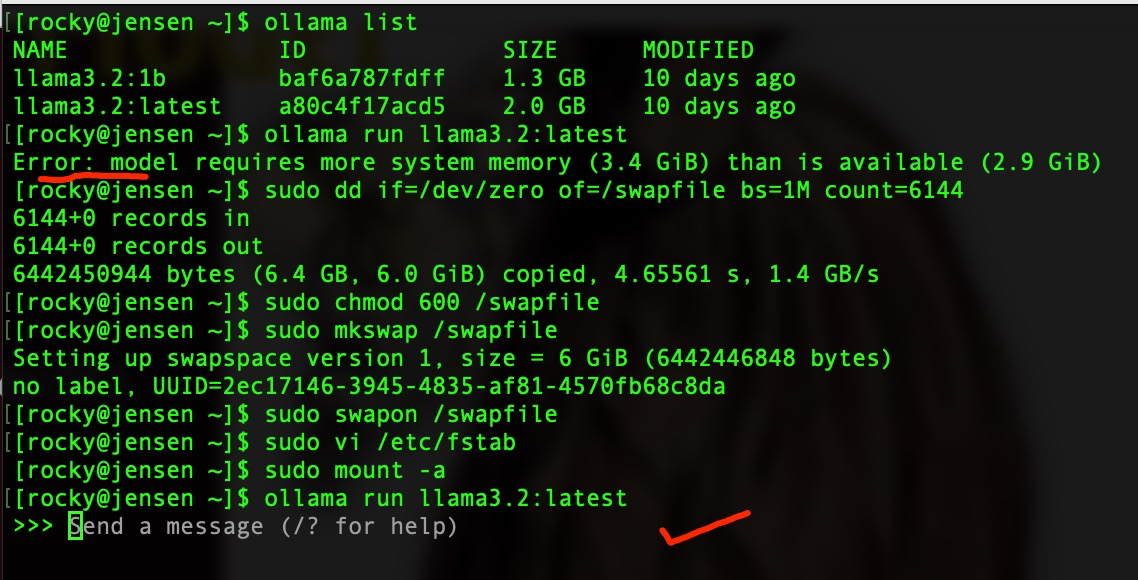 [[rocky@jensen ~]$ ollama list
NAME ID SIZE MODIFIED
llama3.2:1b baf6a787fdff 1.3 GB 10 days ago
llama3.2:latest a80c4f17acd5 2.0 GB 10 days ago
[[rocky@jensen ~]$ ollama run llama3.2:latest
Error: model requires more system memory (3.4 GiB) than is available (2.9 GiB)
[rocky@jensen ~]$ sudo dd if=/dev/zero of=/swapfile bs=1M count=6144
6144+0 records in
6144+0 records out
6442450944 bytes (6.4 GB, 6.0 GiB) copied, 4.65561 s, 1.4 GB/s
[[rocky@jensen ~]$ sudo chmod 600 /swapfile
[[rocky@jensen ~]$ sudo mkswap /swapfile
Setting up swapspace version 1, size = 6 GiB (6442446848 bytes)
no label, UUID=2ec17146-3945-4835-af81-4570fb68c8da
[[rocky@jensen ~]$ sudo swapon /swapfile
[[rocky@jensen ~]$ sudo vi /etc/fstab
[rocky@jensen ~]$ sudo mount -a
[[rocky@jensen ~]$ ollama run llama3.2:latest
>>> Send a message (/? for help)